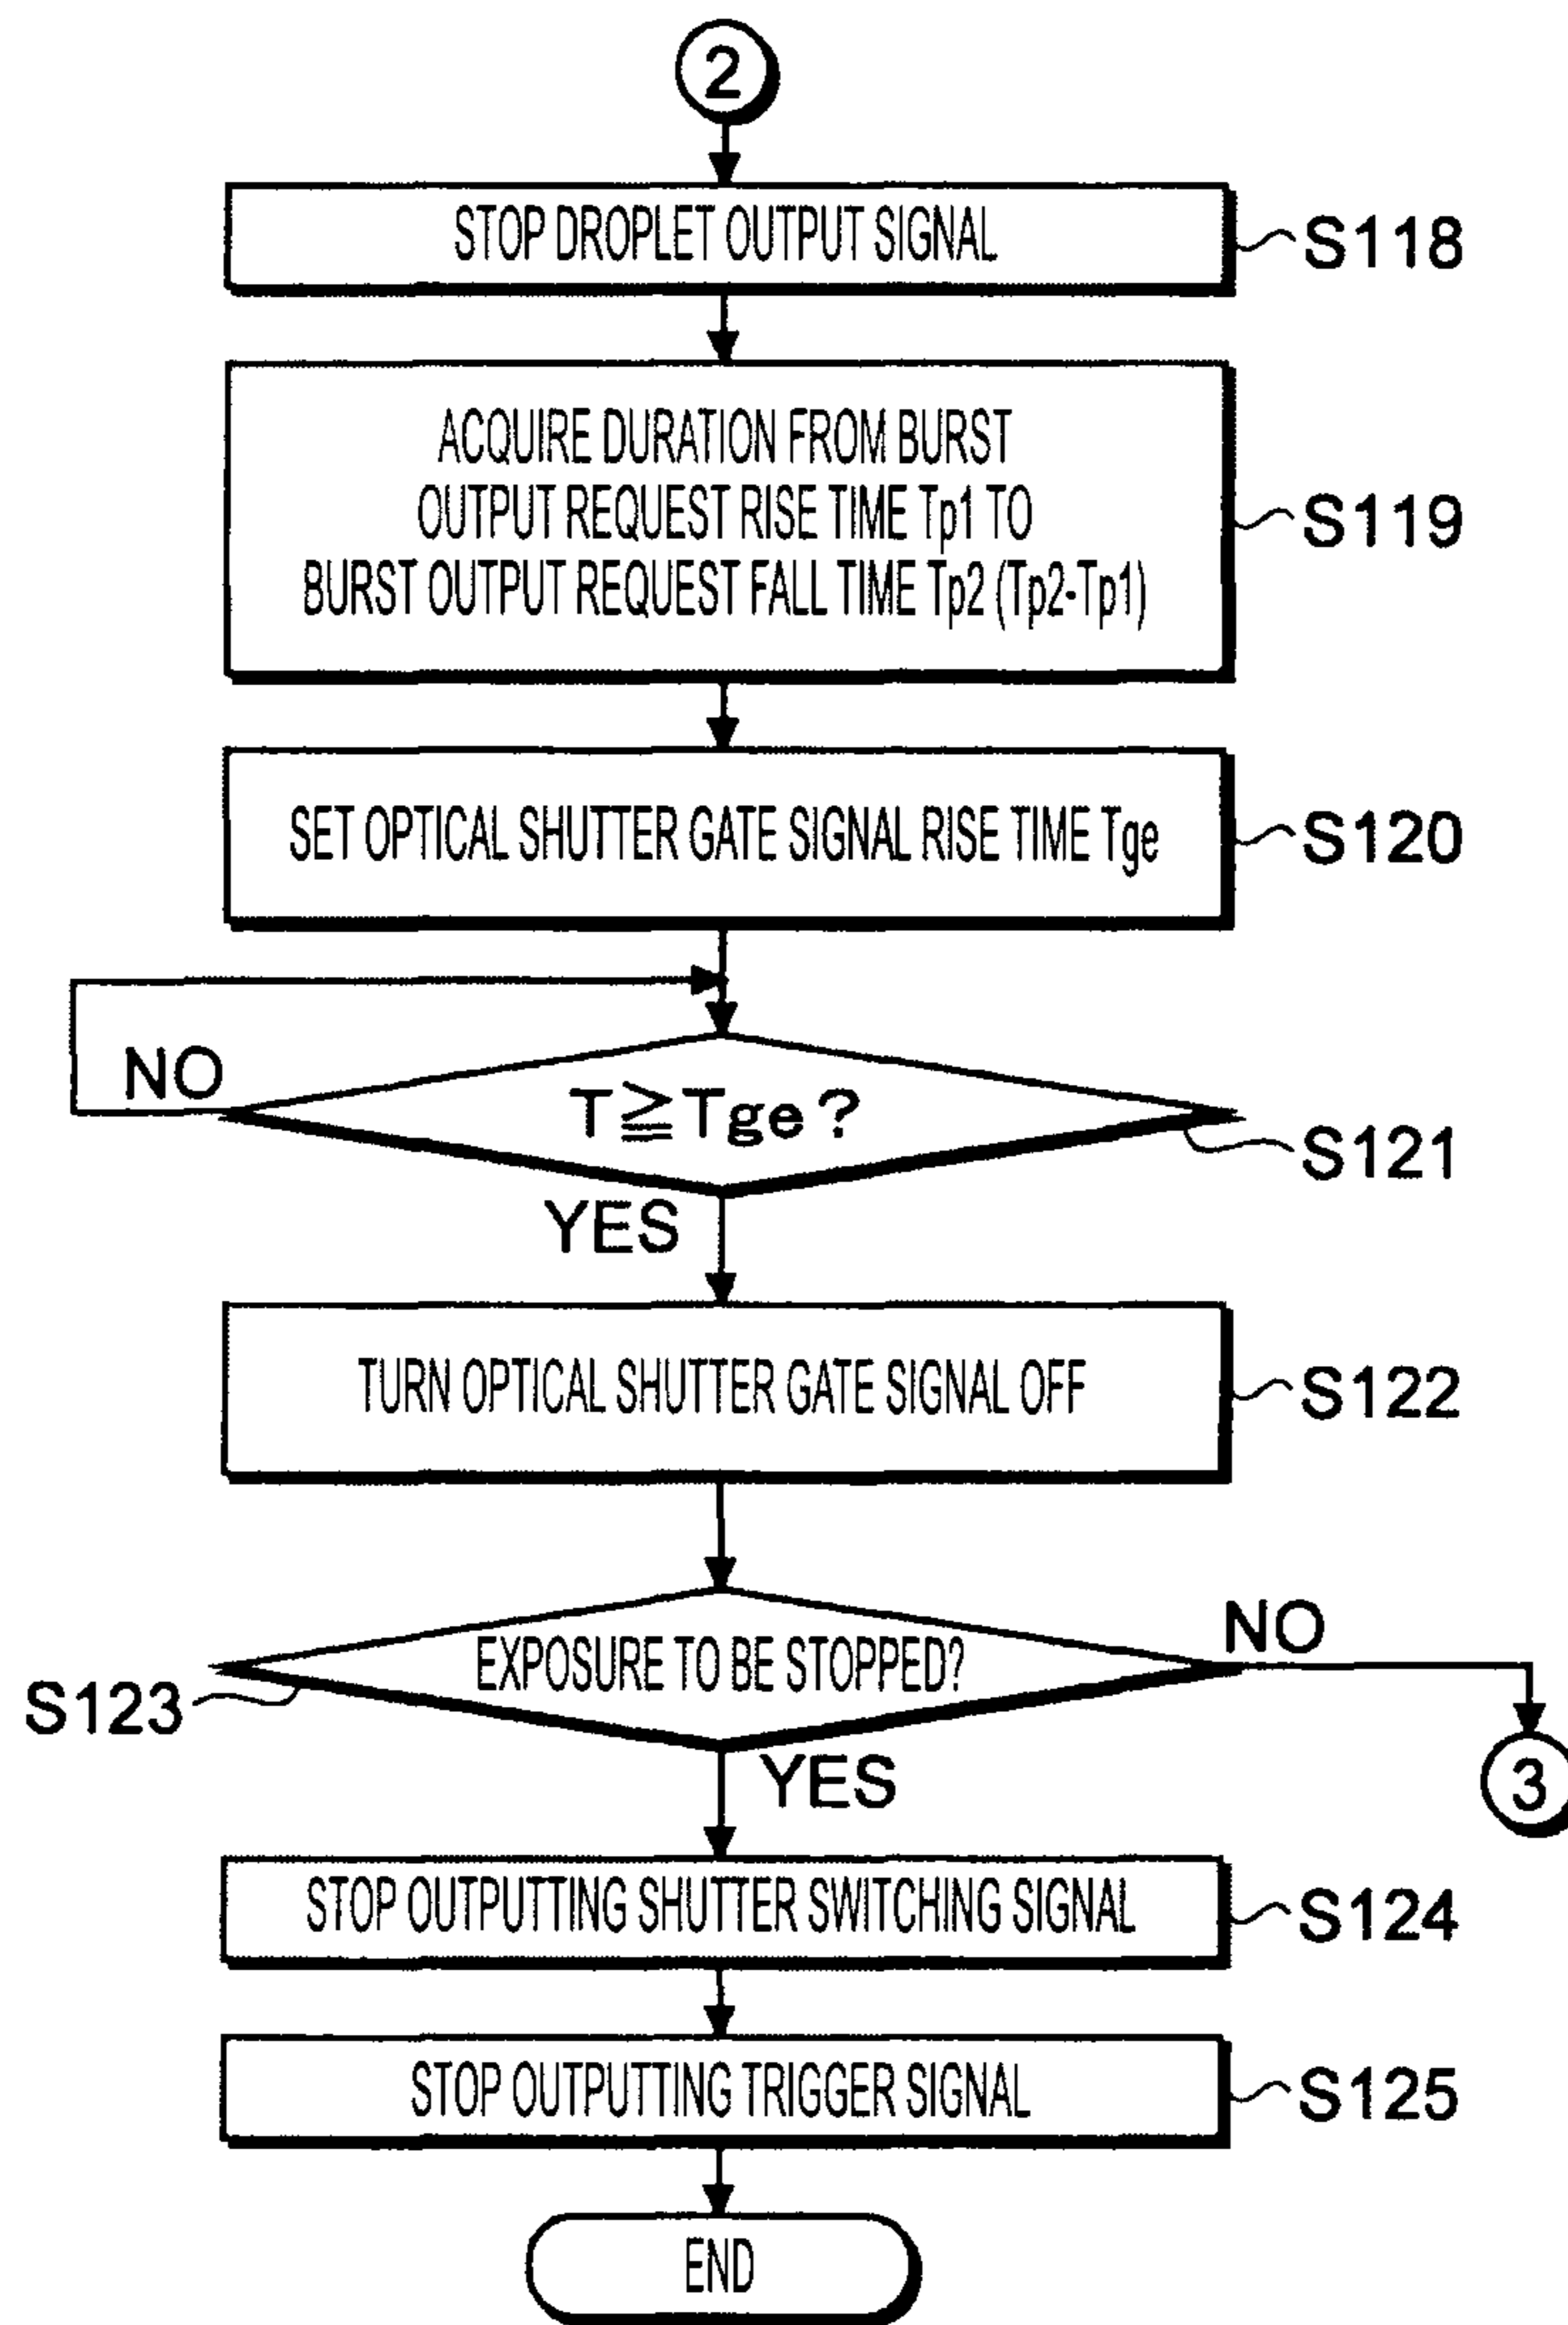 2
STOP DROPLET OUTPUT SIGNAL
S118
ACQUIRE DURATION FROM BURST
OUTPUT REQUEST RISE TIME Tp1 TO
BURST OUTPUT REQUEST FALL TIME Tp2 (Tp2-Tp1)
S119
SET OPTICAL SHUTTER GATE SIGNAL RISE TIME Tge
S120
NO
T≧Tge?
S121
YES
TURN OPTICAL SHUTTER GATE SIGNAL OFF
S122
EXPOSURE TO BE STOPPED?
NO
S123
YES
3
STOP OUTPUTTING SHUTTER SWITCHING SIGNAL
S124
STOP OUTPUTTING TRIGGER SIGNAL
S125
END